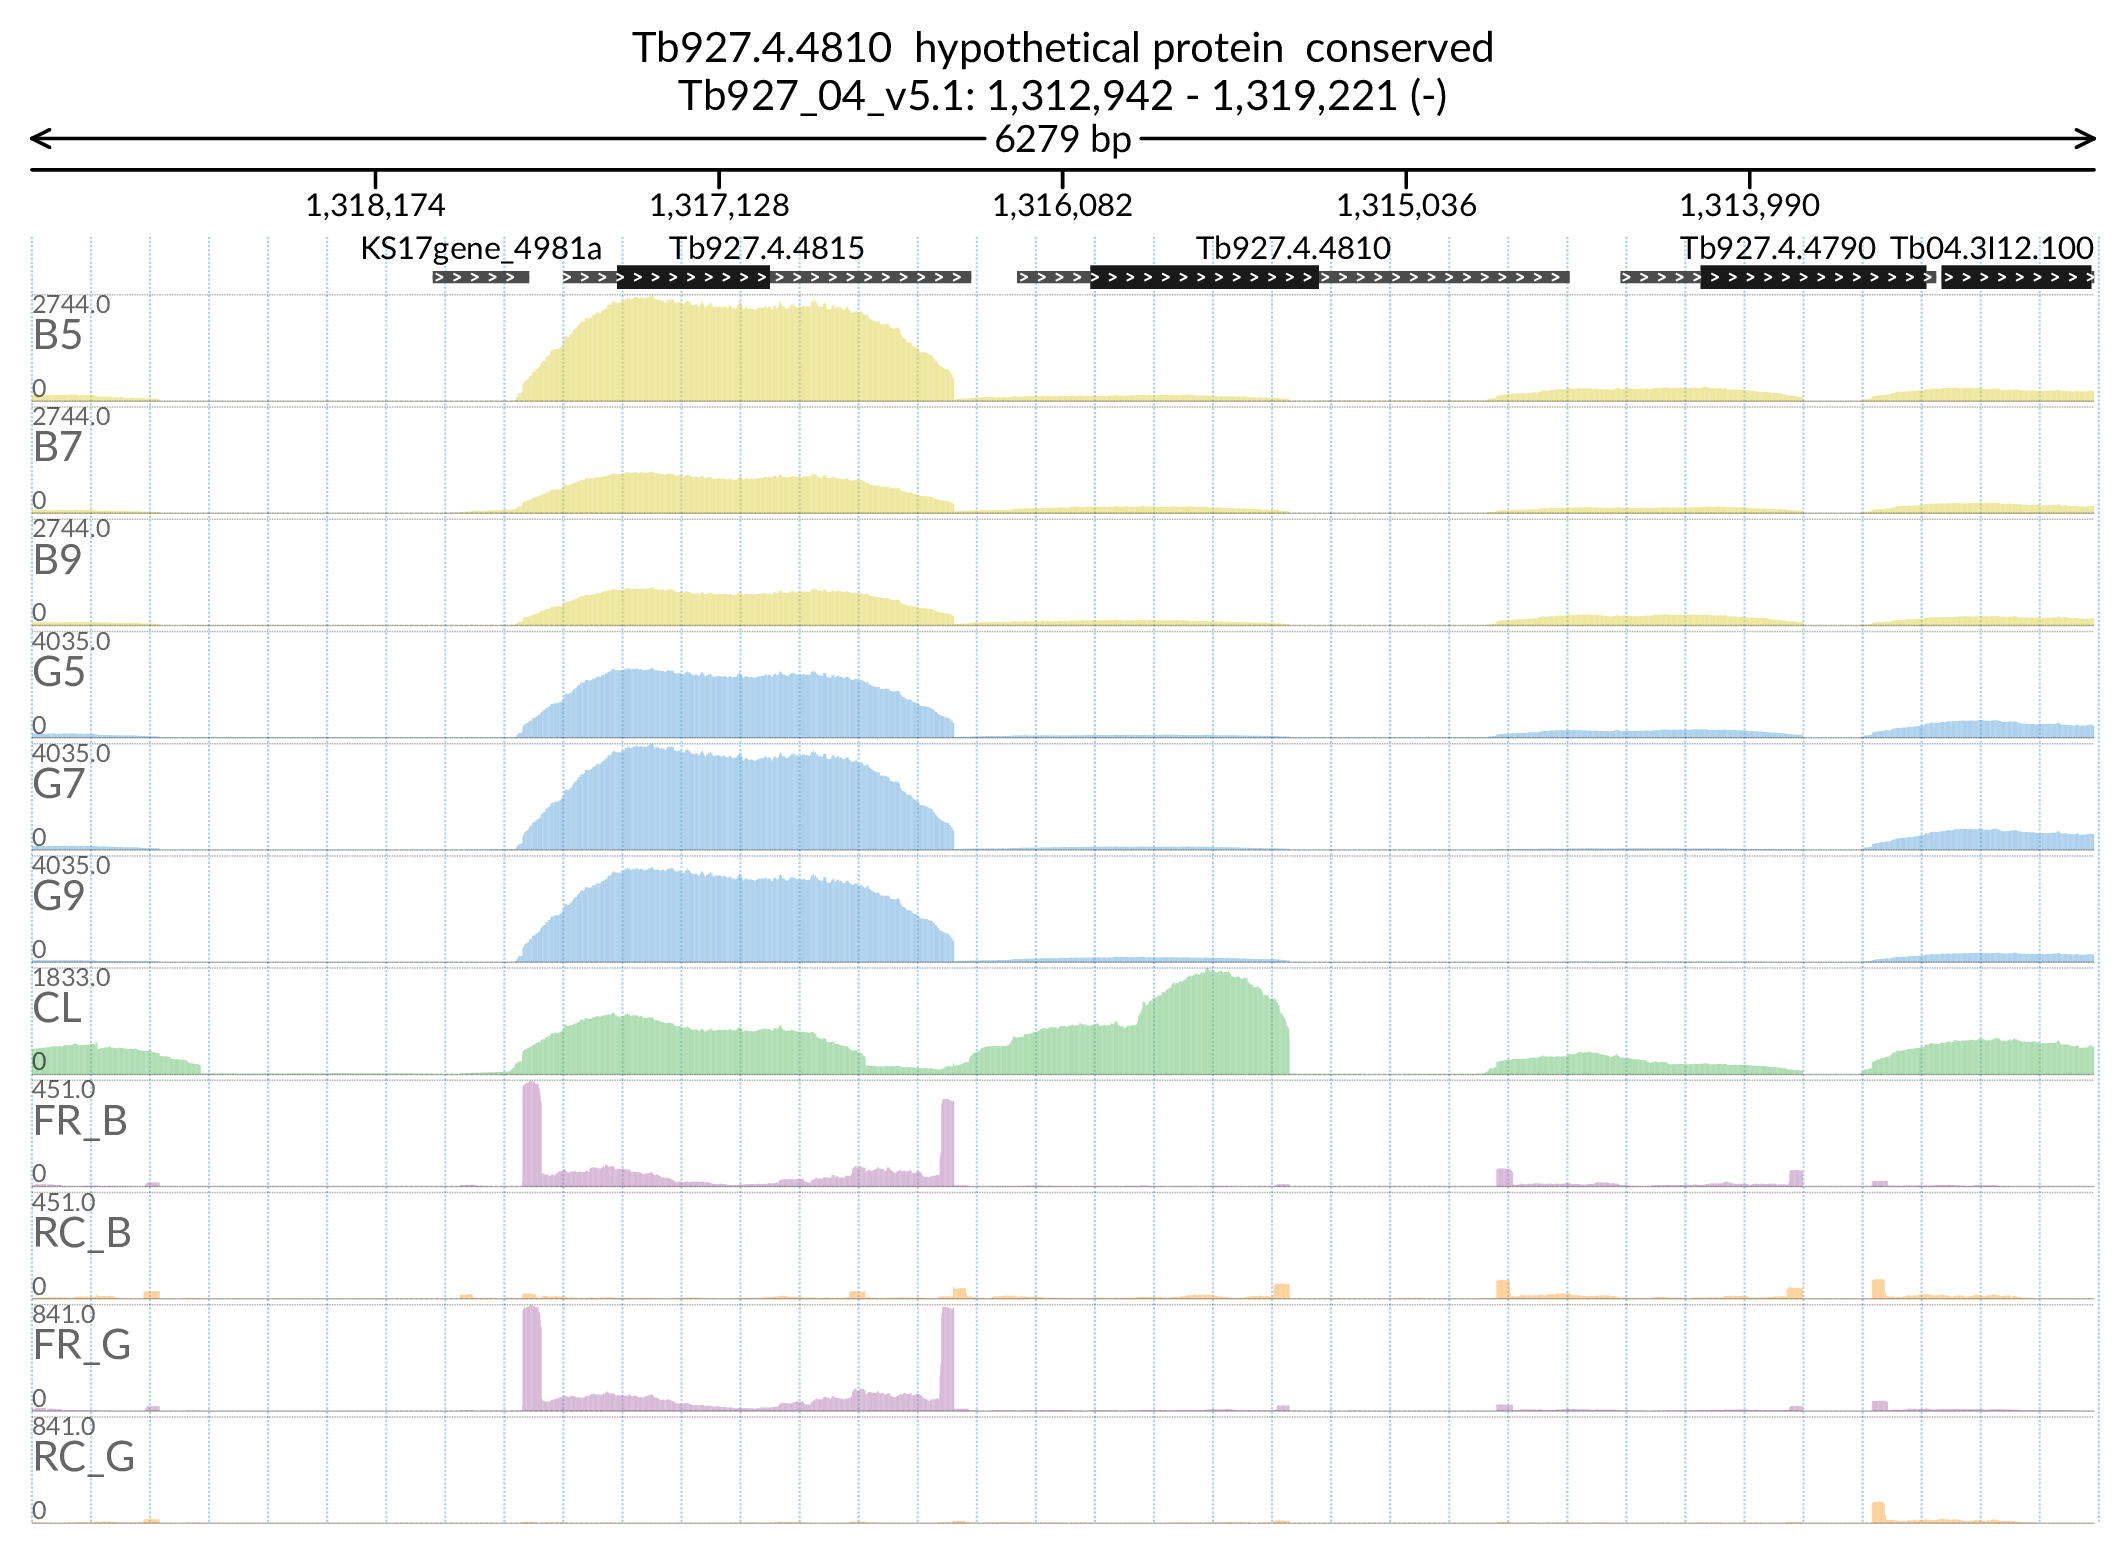 Tb927.4.4810  hypothetical protein  conserved
Tb927_04_v5.1: 1,312,942 - 1,319,221 (-)
6279 bp
1,318,174 1,317,128 1,316,082 1,315,036 1,313,990
KS17gene_4981a Tb927.4.4815 Tb927.4.4810 Tb927.4.4790 Tb04.3I12.100
2744.0
B5
0
2744.0
B7
0
2744.0
B9
0
4035.0
G5
0
4035.0
G7
0
4035.0
G9
0
1833.0
CL
0
451.0
FR_B
0
451.0
RC_B
0
841.0
FR_G
0
841.0
RC_G
0